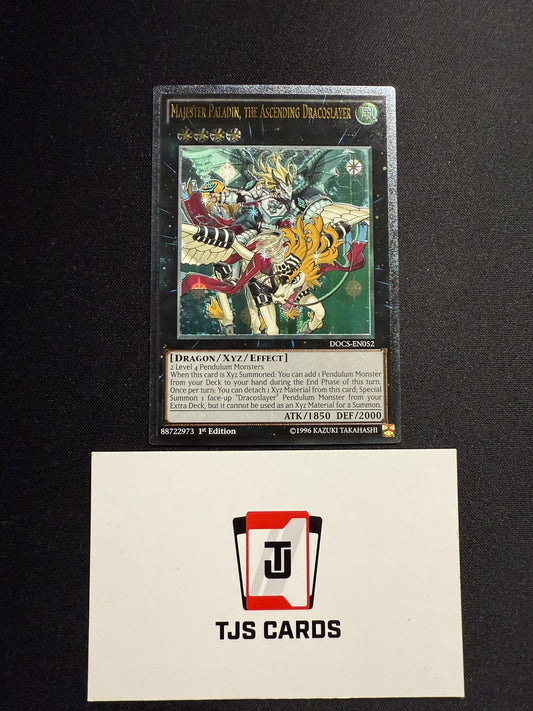 Majester Paladin, the Ascending Dracoslayer
風
DOCS-EN052
[Dragon/Xyz/Effect]
2 Level 4 Pendulum Monsters
When this card is Xyz Summoned: You can add 1 Pendulum Monster
from your Deck to your hand during the End Phase of this turn.
Once per turn: You can detach 1 Xyz Material from this card; Special
Summon 1 face-up "Dracoslayer" Pendulum Monster from your
Extra Deck, but it cannot be used as an Xyz Material for a Summon.
ATK/1850 DEF/2000
88722973 1st Edition ©1996 KAZUKI TAKAHASHI
TJ
TJS CARDS